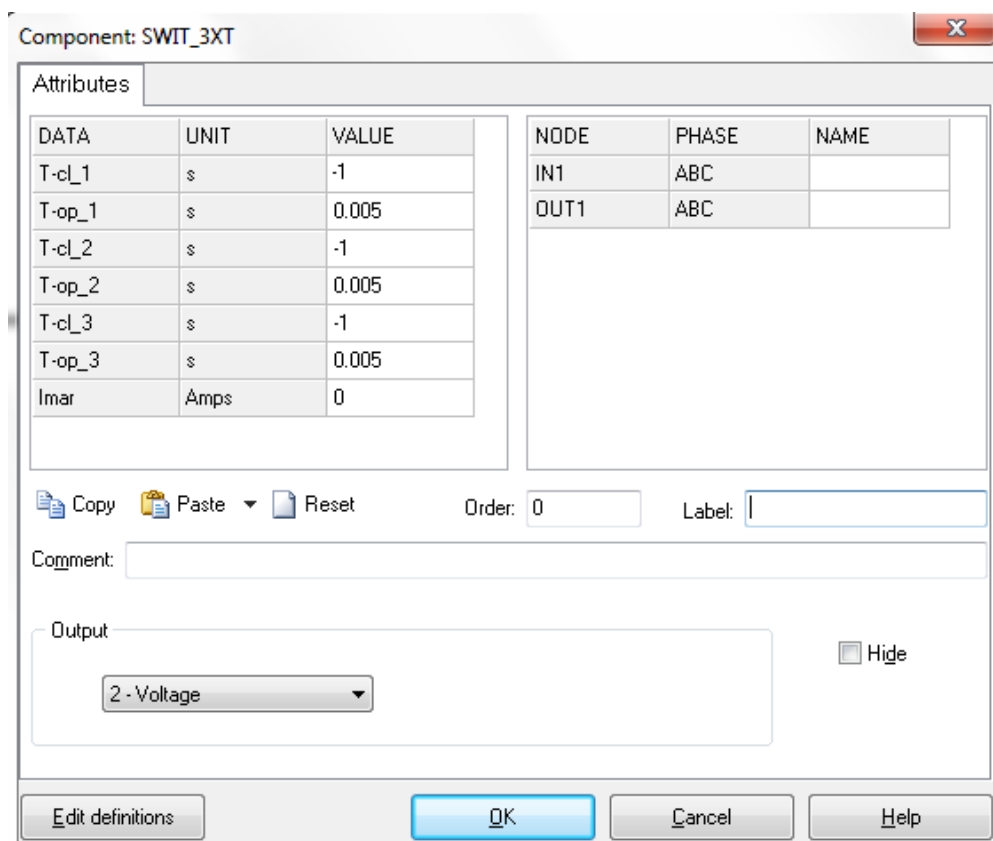 Component: SWIT_3XT
Attributes
DATA UNIT VALUE
T-cl_1 s -1
T-op_1 s 0.005
T-cl_2 s -1
T-op_2 s 0.005
T-cl_3 s -1
T-op_3 s 0.005
Imar Amps 0
NODE PHASE NAME
IN1 ABC
OUT1 ABC
Copy Paste Reset Order: 0 Label:
Comment:
Output
2 - Voltage
Hide
Edit definitions OK Cancel Help